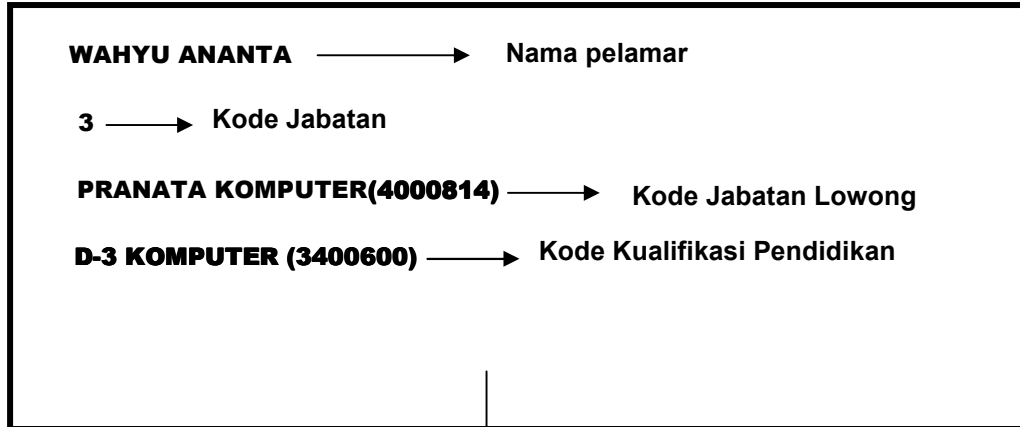 WAHYU ANANTA Nama pelamar
3 Kode Jabatan
PRANATA KOMPUTER(4000814) Kode Jabatan Lowong
D-3 KOMPUTER (3400600) Kode Kualifikasi Pendidikan